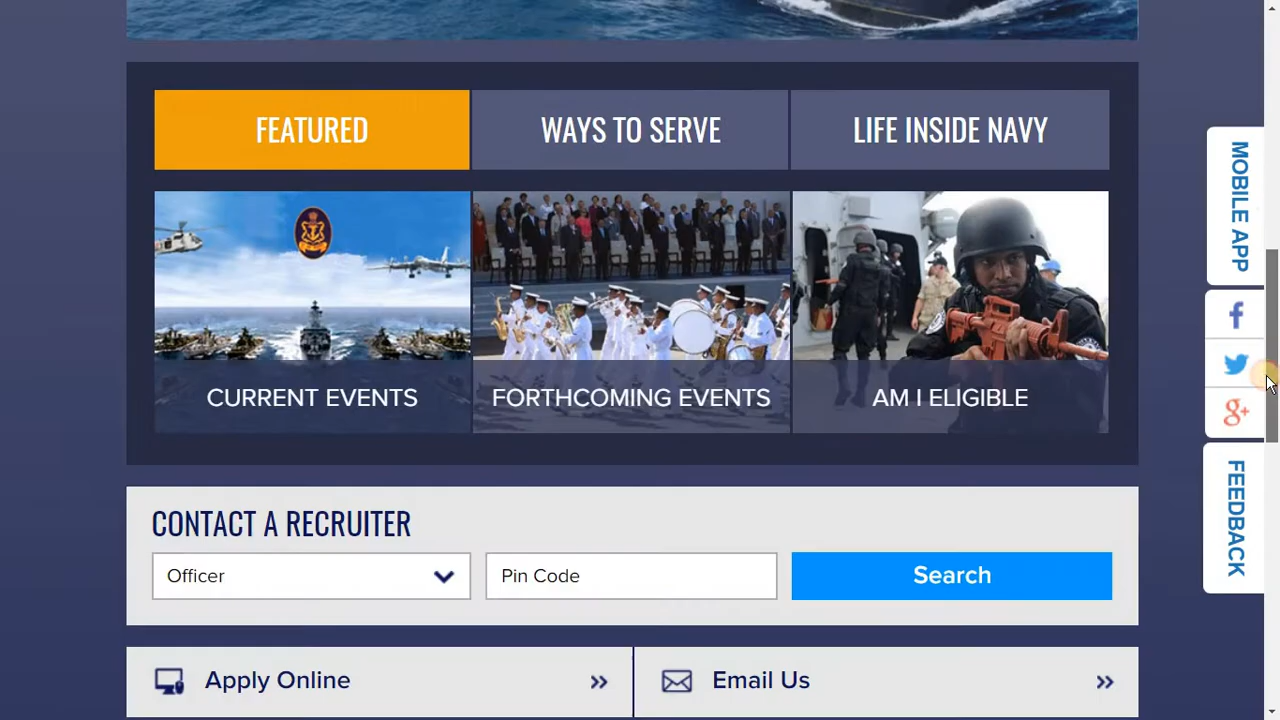 FEATURED
WAYS TO SERVE
LIFE INSIDE NAVY
CURRENT EVENTS
FORTHCOMING EVENTS
AM I ELIGIBLE
CONTACT A RECRUITER
Officer
Pin Code
Search
Apply Online
Email Us
MOBILE APP
FEEDBACK